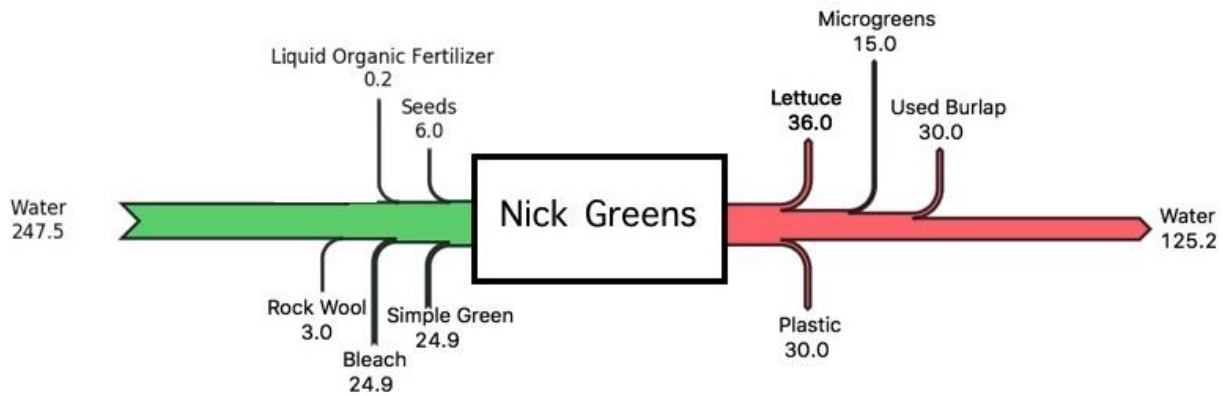 Microgreens
15.0
Liquid Organic Fertilizer
0.2
Seeds
6.0
Lettuce
36.0
Used Burlap
30.0
Water
247.5
Nick Greens
Water
125.2
Rock Wool
3.0
Simple Green
24.9
Bleach
24.9
Plastic
30.0